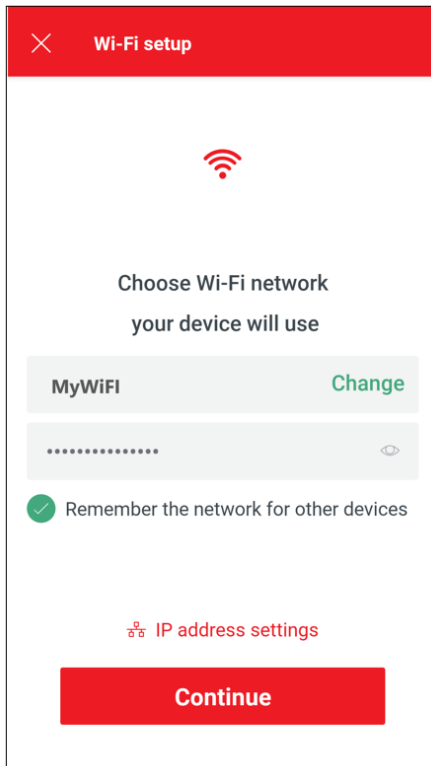 Wi-Fi setup
Choose Wi-Fi network
your device will use
MyWiFI
Change
•••••••••••••••
Remember the network for other devices
IP address settings
Continue